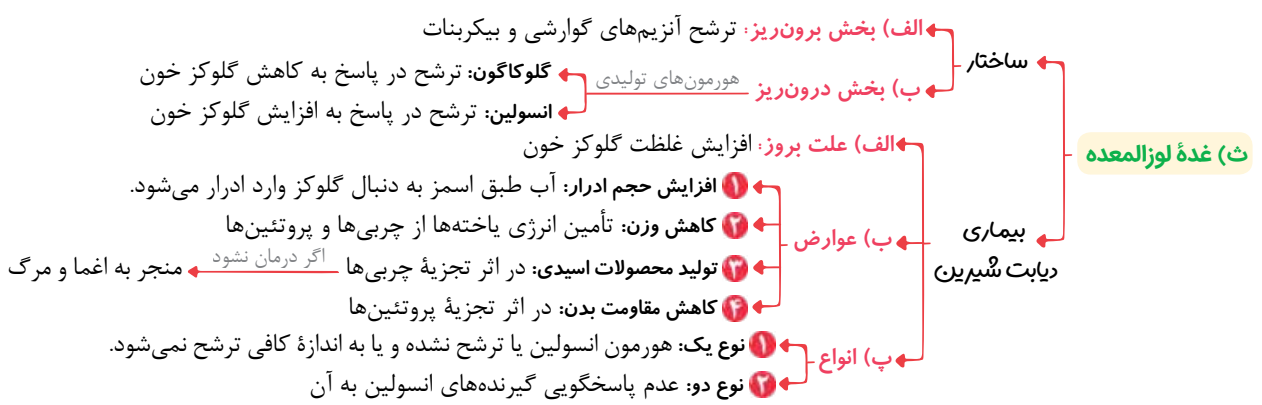 ث) غدۀ لوزالمعده
ساختار
الف) بخش برون‌ریز: ترشح آنزیم‌های گوارشی و بیکربنات
ب) بخش درون‌ریز
هورمون‌های تولیدی
گلوکاگون: ترشح در پاسخ به کاهش گلوکز خون
انسولین: ترشح در پاسخ به افزایش گلوکز خون
بیماری
دیابت شیرین
الف) علت بروز: افزایش غلظت گلوکز خون
ب) عوارض
۱ افزایش حجم ادرار: آب طبق اسمز به دنبال گلوکز وارد ادرار می‌شود.
۲ کاهش وزن: تأمین انرژی یاخته‌ها از چربی‌ها و پروتئین‌ها
۳ تولید محصولات اسیدی: در اثر تجزیۀ چربی‌ها اگر درمان نشود منجر به اغما و مرگ
۴ کاهش مقاومت بدن: در اثر تجزیۀ پروتئین‌ها
پ) انواع
۱ نوع یک: هورمون انسولین یا ترشح نشده و یا به اندازۀ کافی ترشح نمی‌شود.
۲ نوع دو: عدم پاسخگویی گیرنده‌های انسولین به آن